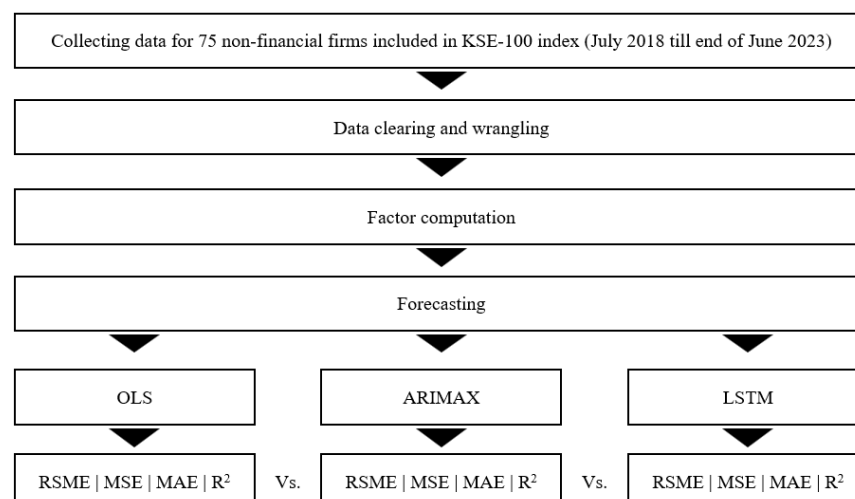 Collecting data for 75 non-financial firms included in KSE-100 index (July 2018 till end of June 2023)
Data clearing and wrangling
Factor computation
Forecasting
OLS ARIMAX LSTM
RSME | MSE | MAE | R² Vs. RSME | MSE | MAE | R² Vs. RSME | MSE | MAE | R²